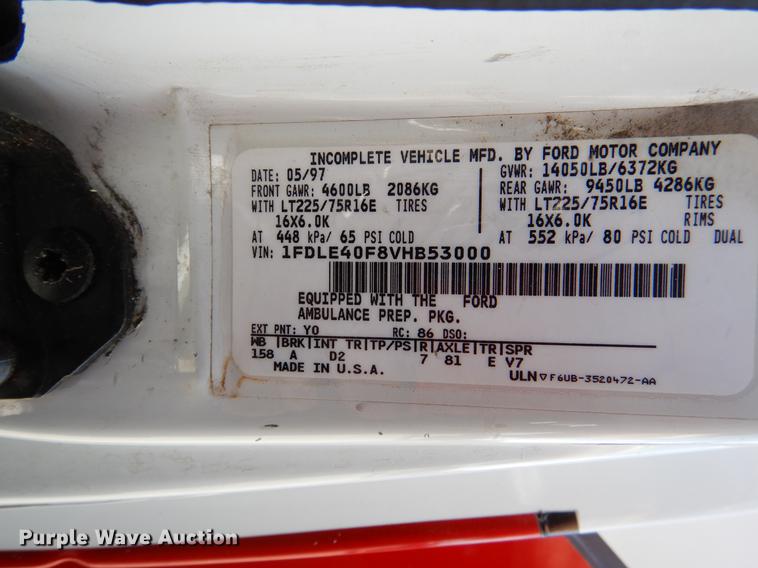 INCOMPLETE VEHICLE MFD. BY FORD MOTOR COMPANY
DATE: 05/97 GVWR: 14050LB/6372KG
FRONT GAWR: 4600LB 2086KG REAR GAWR: 9450LB 4286KG
WITH LT225/75R16E TIRES WITH LT225/75R16E TIRES
16X6.0K 16X6.0K RIMS
AT 448 kPa/ 65 PSI COLD AT 552 kPa/ 80 PSI COLD DUAL
VIN: 1FDLE40F8VHB53000
EQUIPPED WITH THE FORD
AMBULANCE PREP. PKG.
EXT PNT: YO RC: 86 DSO:
WB |BRK|INT TR|TP/PS|R|AXLE|TR|SPR
158 A D2 7 81 E V7
MADE IN U.S.A.
ULN ▽ F6UB-3520472-AA
Purple Wave Auction